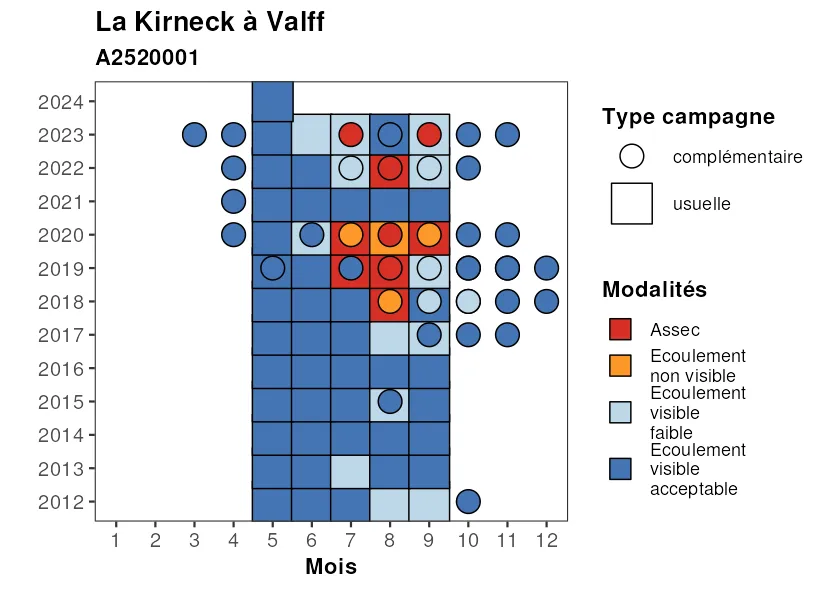 La Kirneck à Valff
A2520001
2024
2023
2022
2021
2020
2019
2018
2017
2016
2015
2014
2013
2012
1 2 3 4 5 6 7 8 9 10 11 12
Mois
Type campagne
complémentaire
usuelle
Modalités
Assec
Ecoulement
non visible
Ecoulement
visible
faible
Ecoulement
visible
acceptable